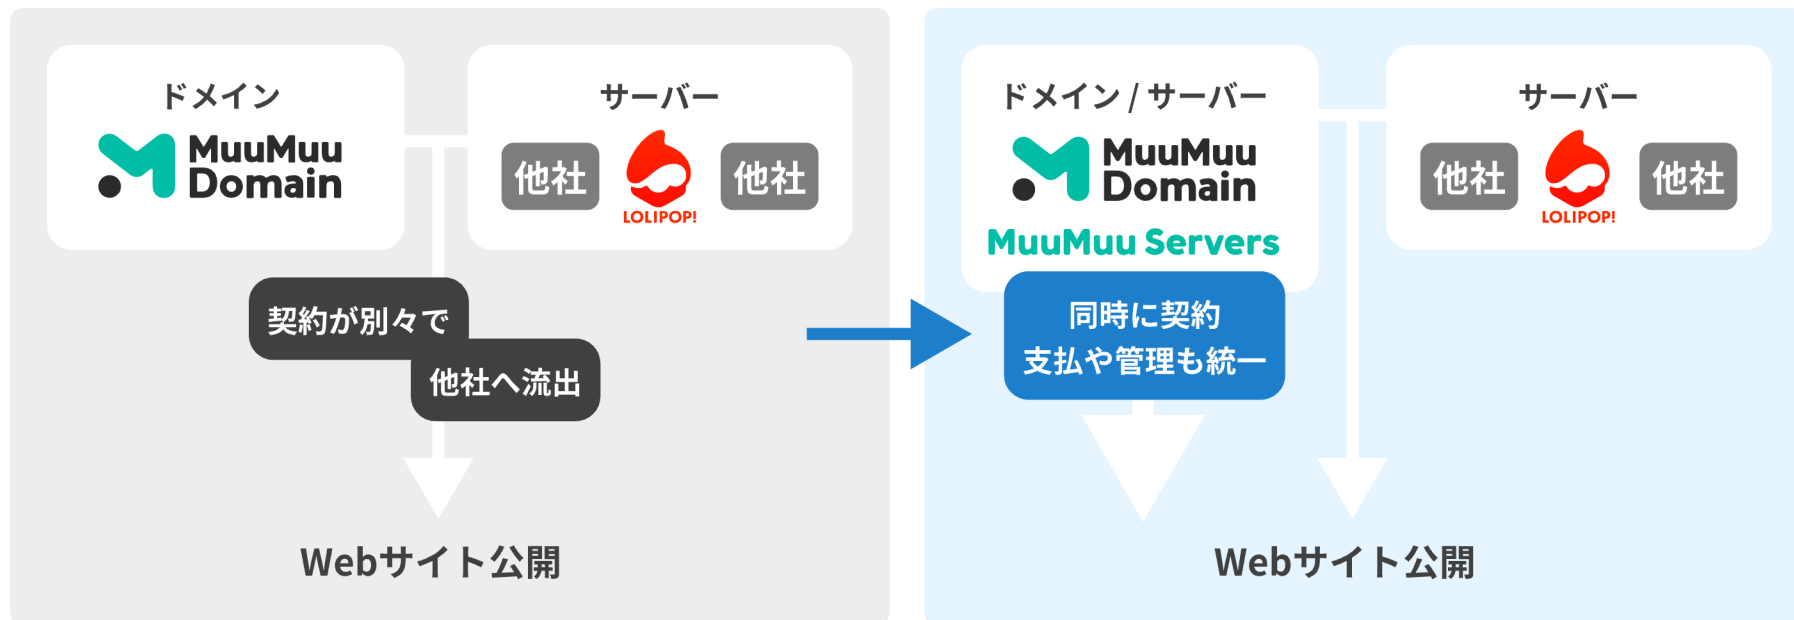 ドメイン
MuuMuu
Domain
サーバー
他社
LOLIPOP!
他社
契約が別々で
他社へ流出
Webサイト公開
ドメイン / サーバー
MuuMuu
Domain
MuuMuu Servers
同時に契約
支払や管理も統一
サーバー
他社
LOLIPOP!
他社
Webサイト公開